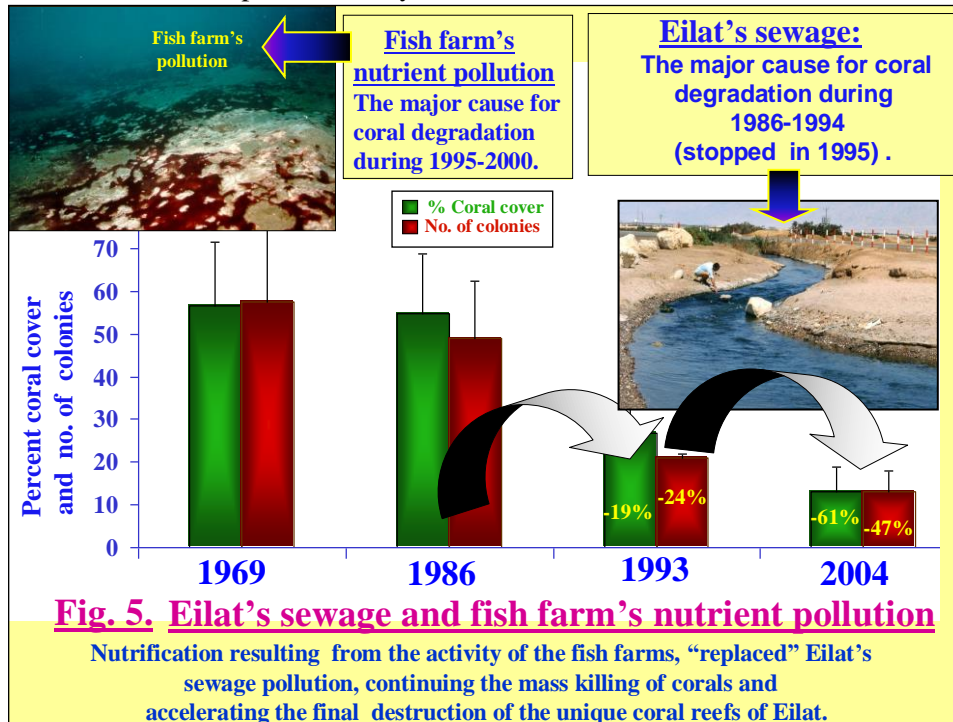 Fish farm's
pollution
Fish farm's
nutrient pollution
The major cause for
coral degradation
during 1995-2000.
Eilat's sewage:
The major cause for coral
degradation during
1986-1994
(stopped in 1995) .
% Coral cover
No. of colonies
Percent coral cover
and no. of colonies
70
60
50
40
30
20
10
0
-19%
-24%
-61%
-47%
1969
1986
1993
2004
Fig. 5. Eilat's sewage and fish farm's nutrient pollution
Nutrification resulting from the activity of the fish farms, "replaced" Eilat's
sewage pollution, continuing the mass killing of corals and
accelerating the final destruction of the unique coral reefs of Eilat.